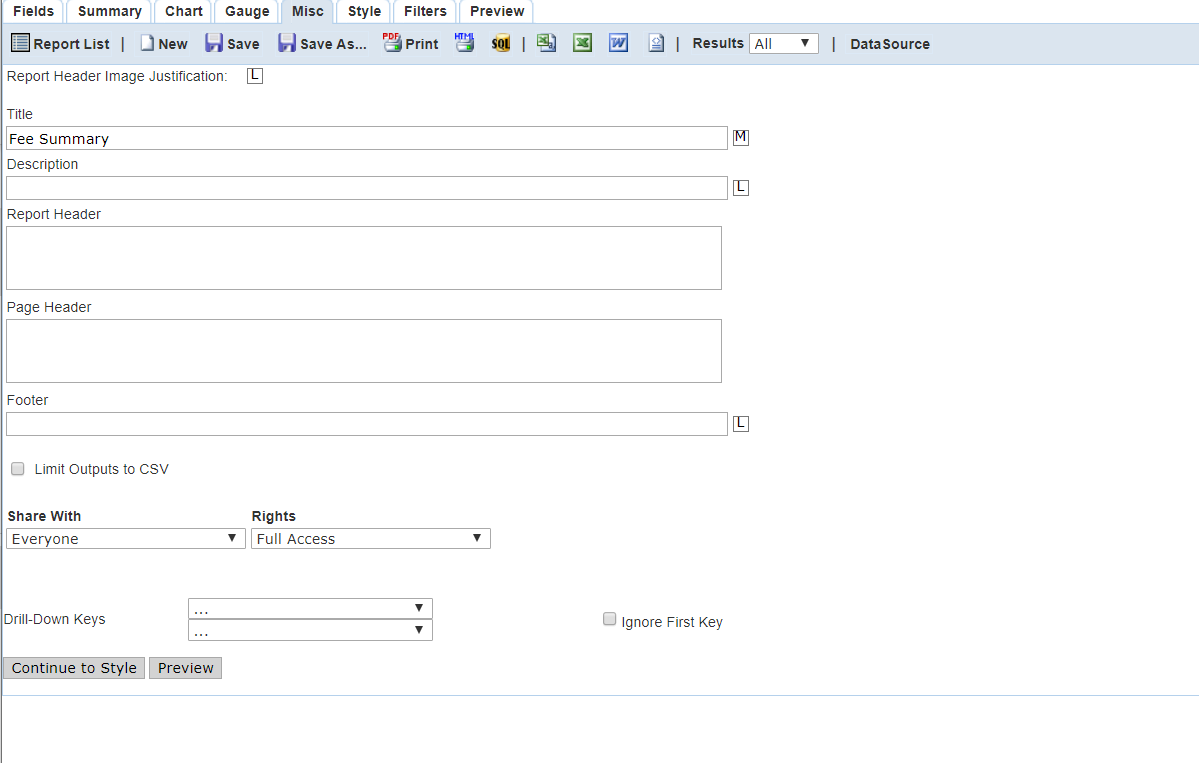 Fields Summary Chart Gauge Misc Style Filters Preview
Report List | New Save Save As... PDF Print HTML SQL | X X W | Results All ▼ | DataSource
Report Header Image Justification: L
Title
Fee Summary M
Description
L
Report Header
Page Header
Footer
L
Limit Outputs to CSV
Share With Rights
Everyone ▼ Full Access ▼
... ▼
Drill-Down Keys Ignore First Key
... ▼
Continue to Style Preview